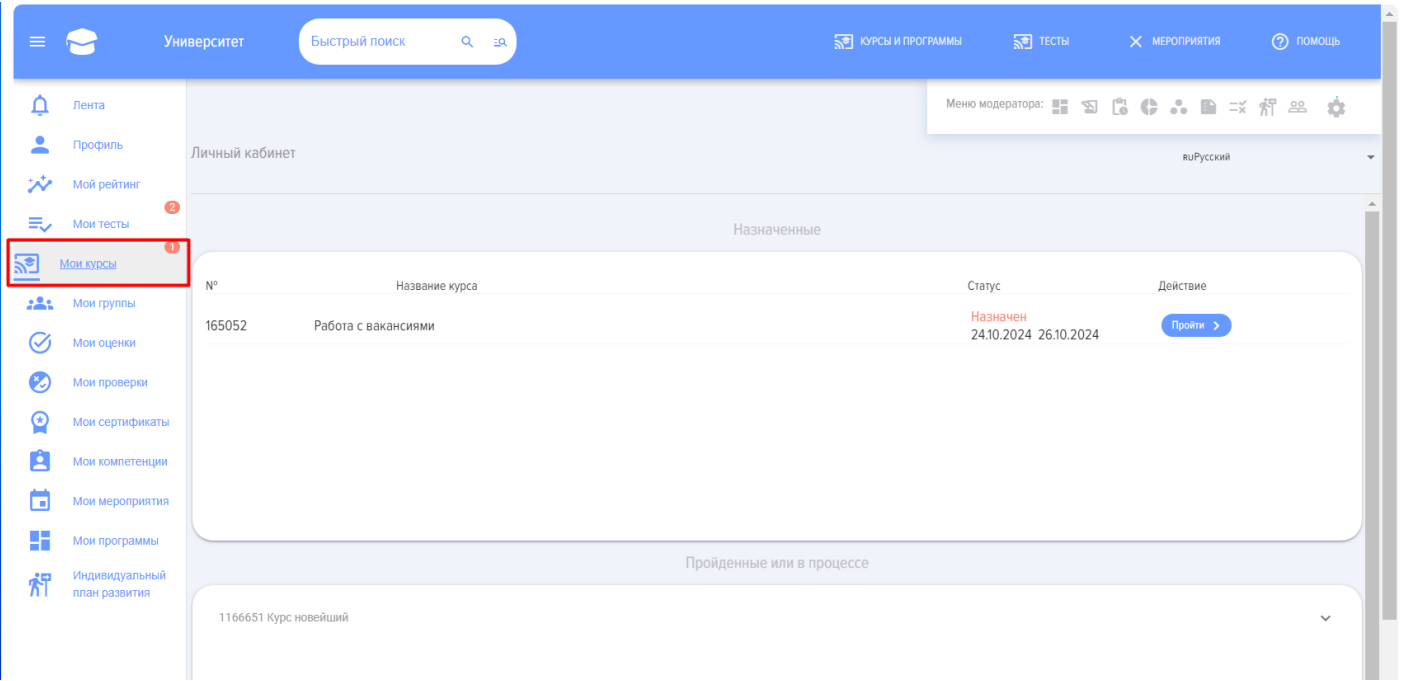 Университет
Быстрый поиск
КУРСЫ И ПРОГРАММЫ
ТЕСТЫ
МЕРОПРИЯТИЯ
ПОМОЩЬ
Меню модератора:
Лента
Профиль
Личный кабинет
ruРусский
Мой рейтинг
2
Мои тесты
Назначенные
1
Мои курсы
№ Название курса Статус Действие
Мои группы
165052 Работа с вакансиями Назначен Пройти
24.10.2024 26.10.2024
Мои оценки
Мои проверки
Мои сертификаты
Мои компетенции
Мои мероприятия
Мои программы
Пройденные или в процессе
Индивидуальный
план развития
1166651 Курс новейший